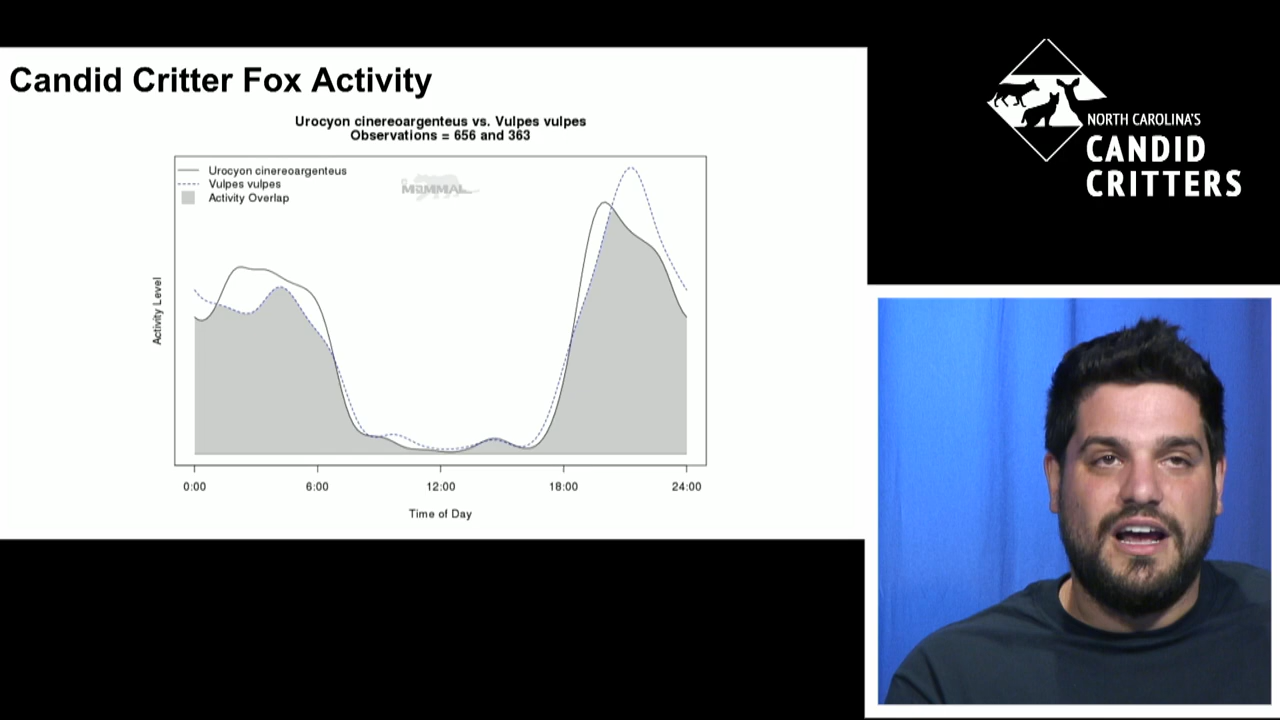 Candid Critter Fox Activity
Urocyon cinereoargenteus vs. Vulpes vulpes
Observations = 656 and 363
Urocyon cinereoargenteus
Vulpes vulpes
Activity Overlap
Activity Level
0:00 6:00 12:00 18:00 24:00
Time of Day
NORTH CAROLINA'S
CANDID
CRITTERS